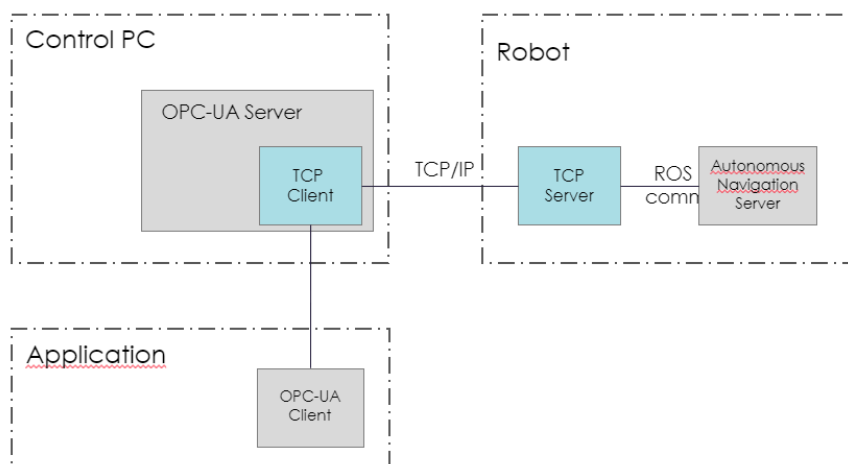 Control PC
OPC-UA Server
TCP
Client
TCP/IP
Robot
TCP
Server
ROS
comm
Autonomous
Navigation
Server
Application
OPC-UA
Client